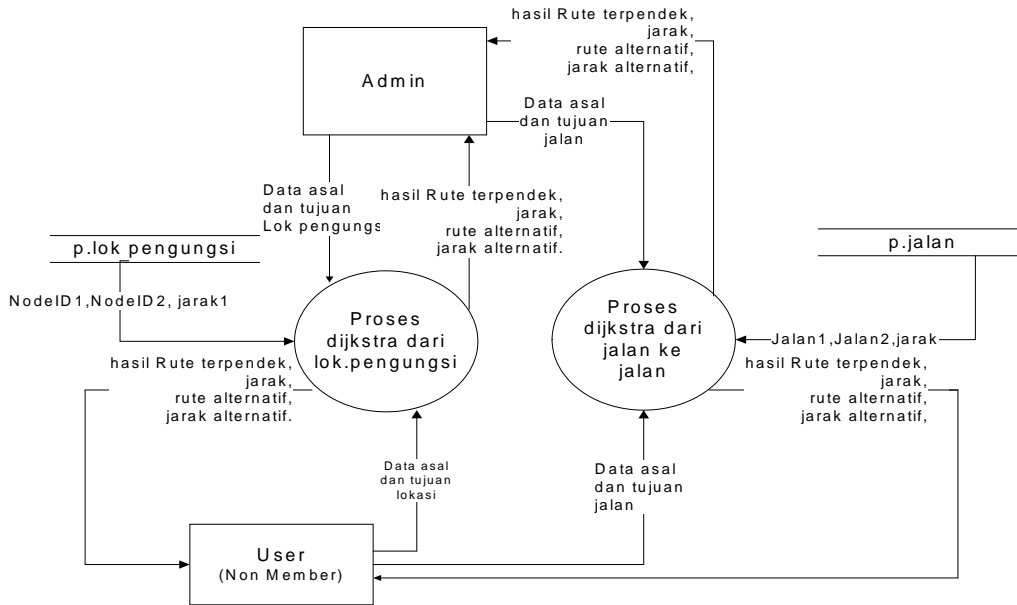 hasil Rute terpendek,
jarak,
rute alternatif,
jarak alternatif,
Admin
Data asal
dan tujuan
jalan
Data asal
dan tujuan
Lok pengungs
hasil Rute terpendek,
jarak,
rute alternatif,
jarak alternatif.
p.lok pengungsi
p.jalan
NodeID1,NodeID2, jarak1
Proses
dijkstra dari
lok.pengungsi
Proses
dijkstra dari
jalan ke
jalan
Jalan1,Jalan2,jarak
hasil Rute terpendek,
jarak,
rute alternatif,
jarak alternatif.
hasil Rute terpendek,
jarak,
rute alternatif,
jarak alternatif,
Data asal
dan tujuan
lokasi
Data asal
dan tujuan
jalan
User
(Non Member)